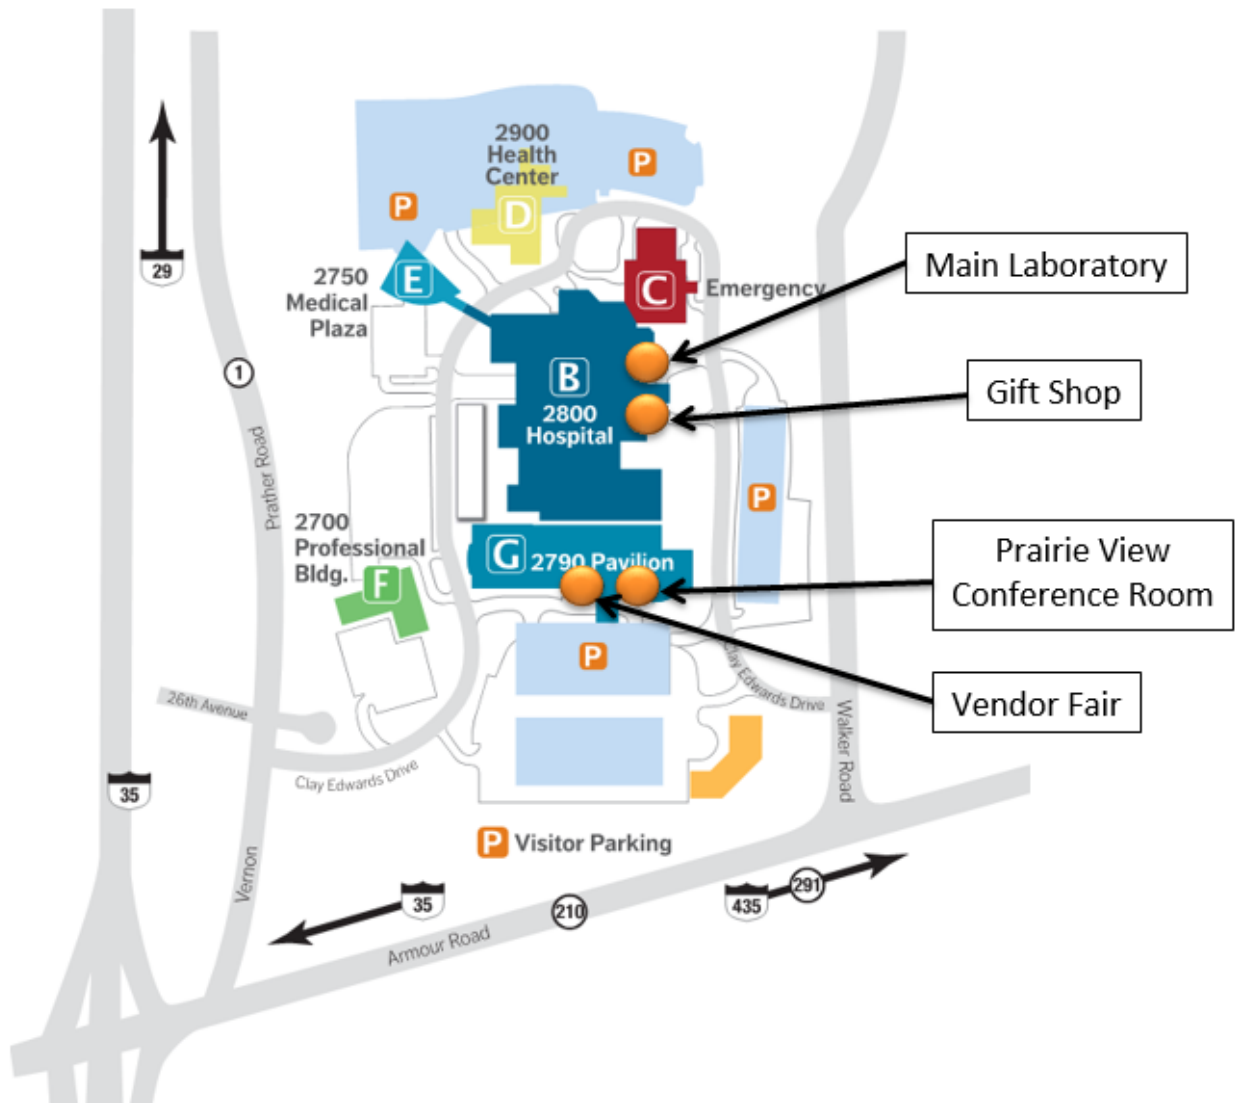 2900
Health
Center
P
P
D
29
2750
Medical
Plaza
E
C
Emergency
Main Laboratory
1
B
2800
Hospital
Gift Shop
Prather Road
P
2700
Professional
Bldg.
F
G
2790 Pavilion
Prairie View
Conference Room
P
Clay Edwards Drive
Vendor Fair
26th Avenue
Walker Road
35
Clay Edwards Drive
P Visitor Parking
Vernon
35
210
435
291
Armour Road